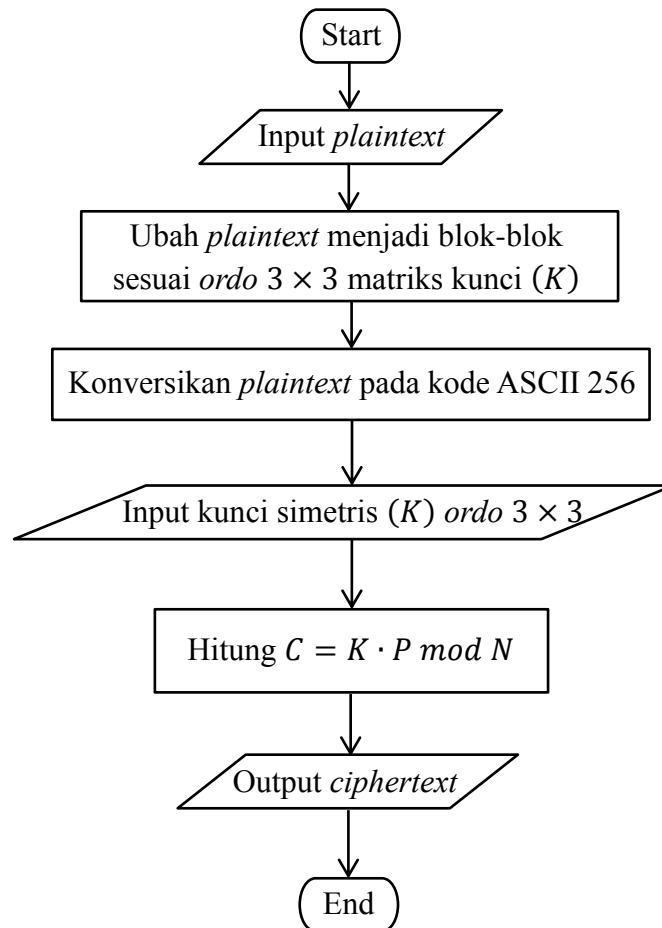 Start
Input plaintext
Ubah plaintext menjadi blok-blok
sesuai ordo 3 × 3 matriks kunci (K)
Konversikan plaintext pada kode ASCII 256
Input kunci simetris (K) ordo 3 × 3
Hitung C = K · P mod N
Output ciphertext
End